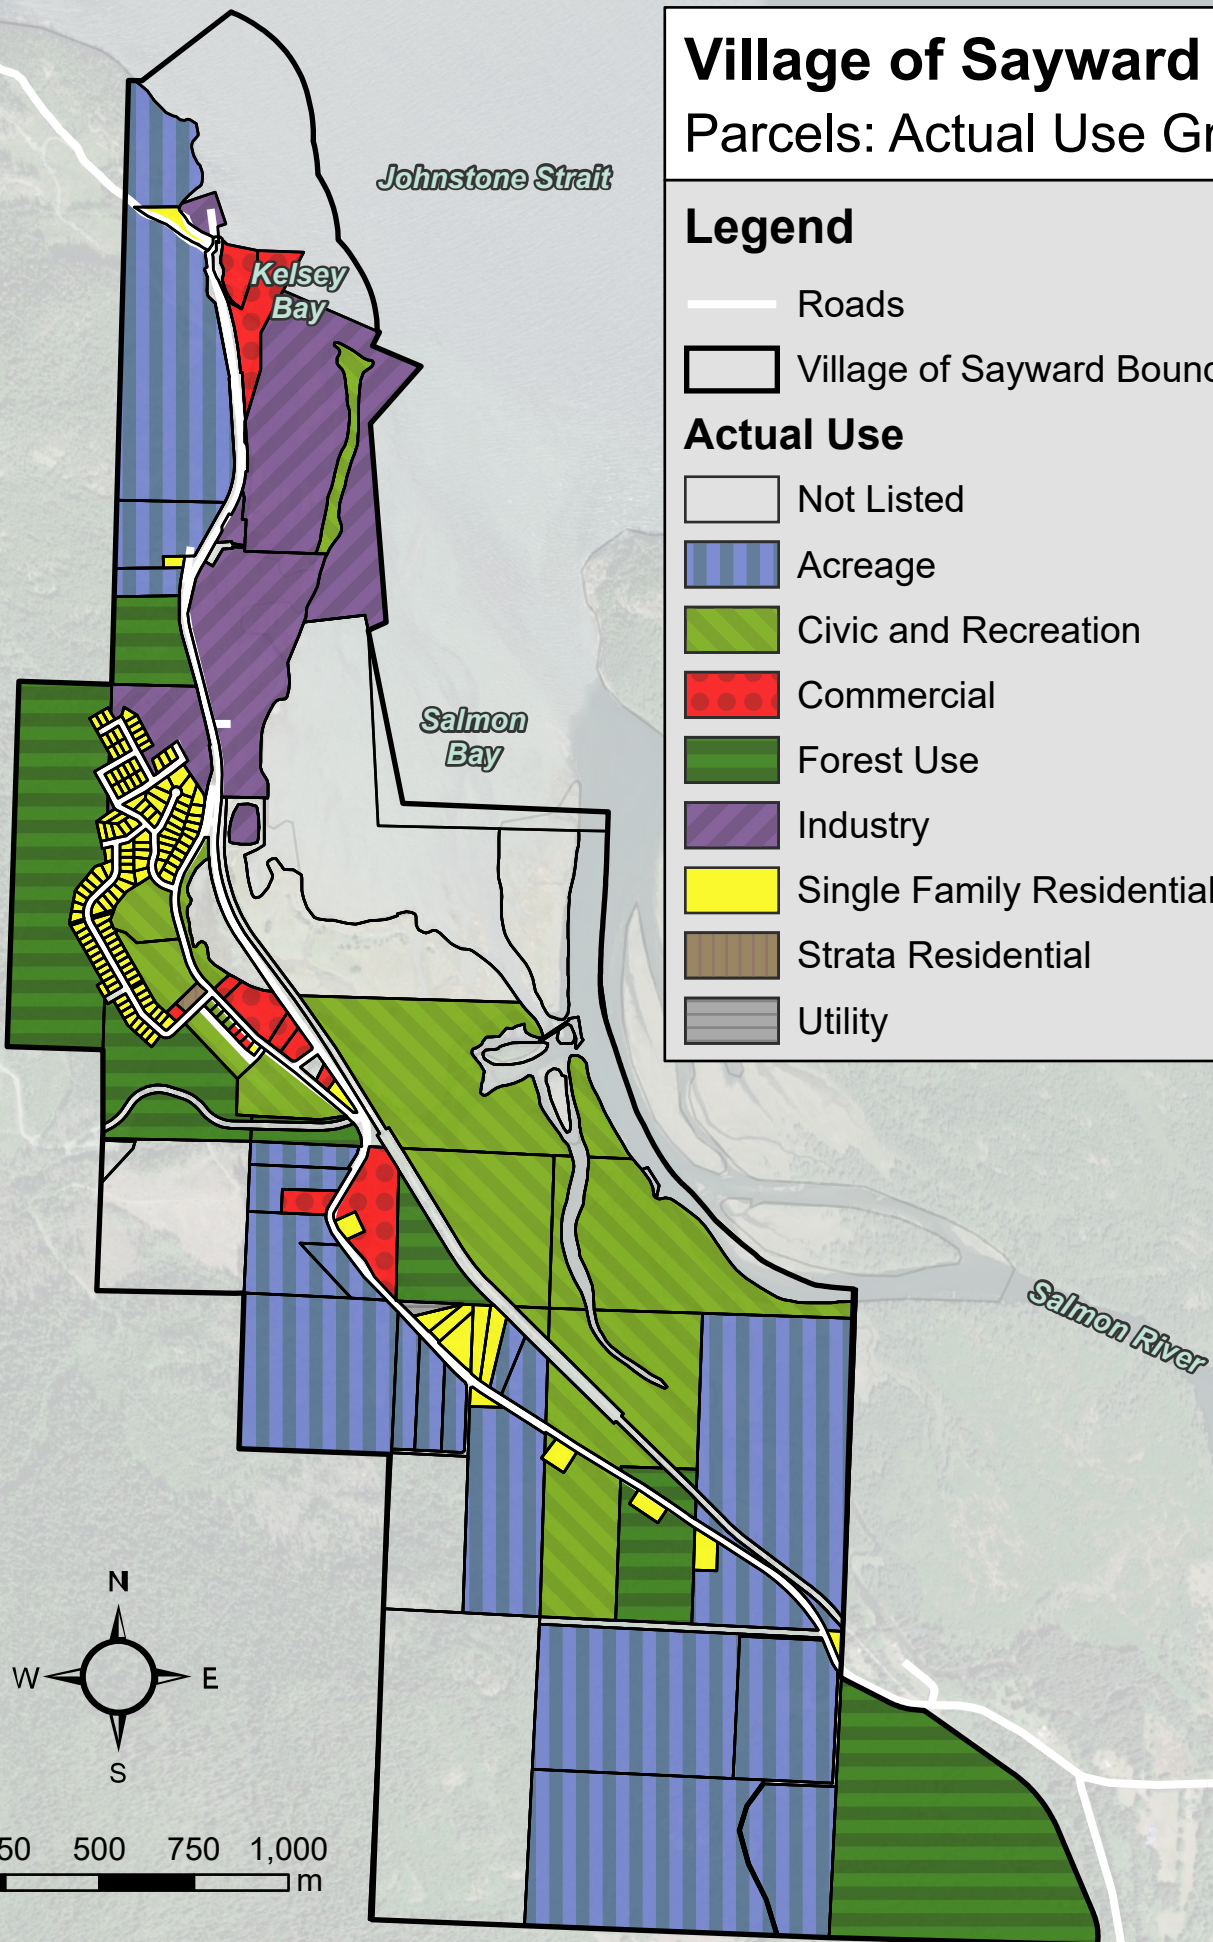 Village of Sayward
Parcels: Actual Use Gr
Legend
Roads
Village of Sayward Bound
Actual Use
Not Listed
Acreage
Civic and Recreation
Commercial
Forest Use
Industry
Single Family Residential
Strata Residential
Utility
Johnstone Strait
Kelsey
Bay
Salmon
Bay
Salmon River
N
W E
S
50 500 750 1,000
m